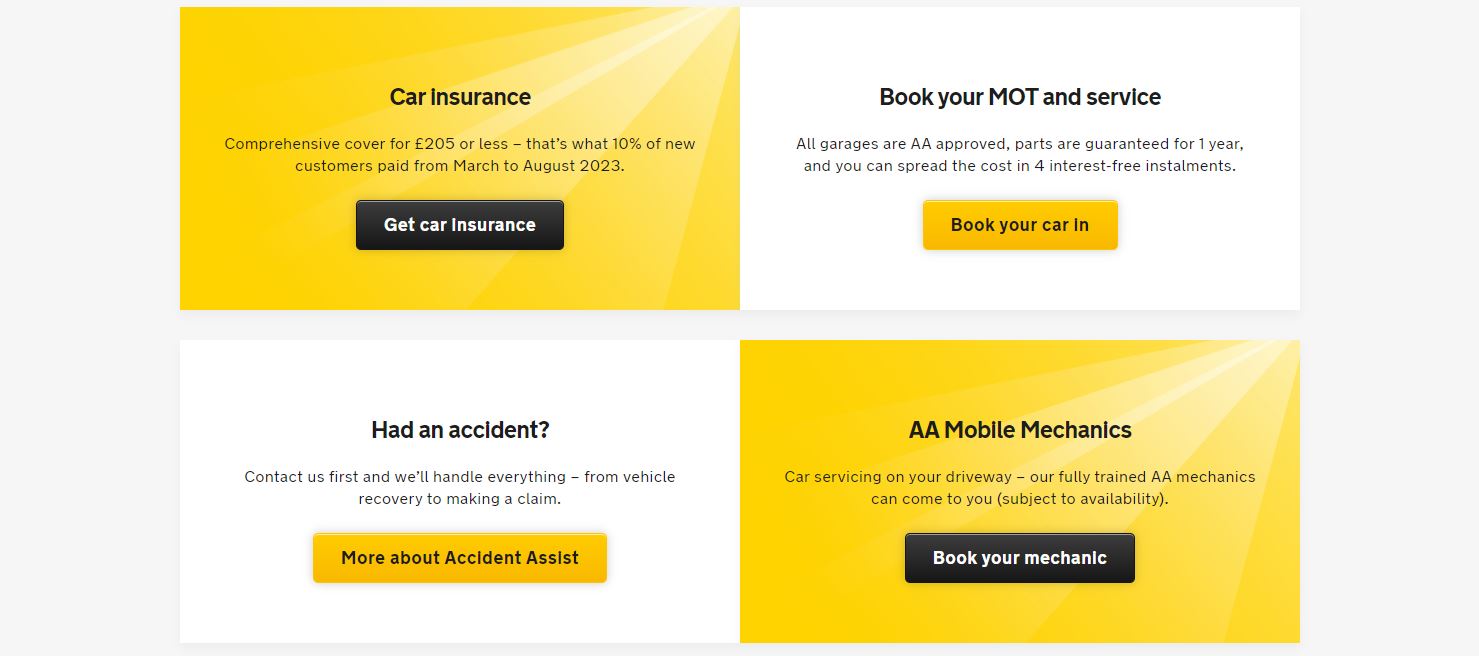 Car insurance
Comprehensive cover for £205 or less – that’s what 10% of new
customers paid from March to August 2023.
Get car insurance
Book your MOT and service
All garages are AA approved, parts are guaranteed for 1 year,
and you can spread the cost in 4 interest-free instalments.
Book your car in
Had an accident?
Contact us first and we’ll handle everything – from vehicle
recovery to making a claim.
More about Accident Assist
AA Mobile Mechanics
Car servicing on your driveway – our fully trained AA mechanics
can come to you (subject to availability).
Book your mechanic